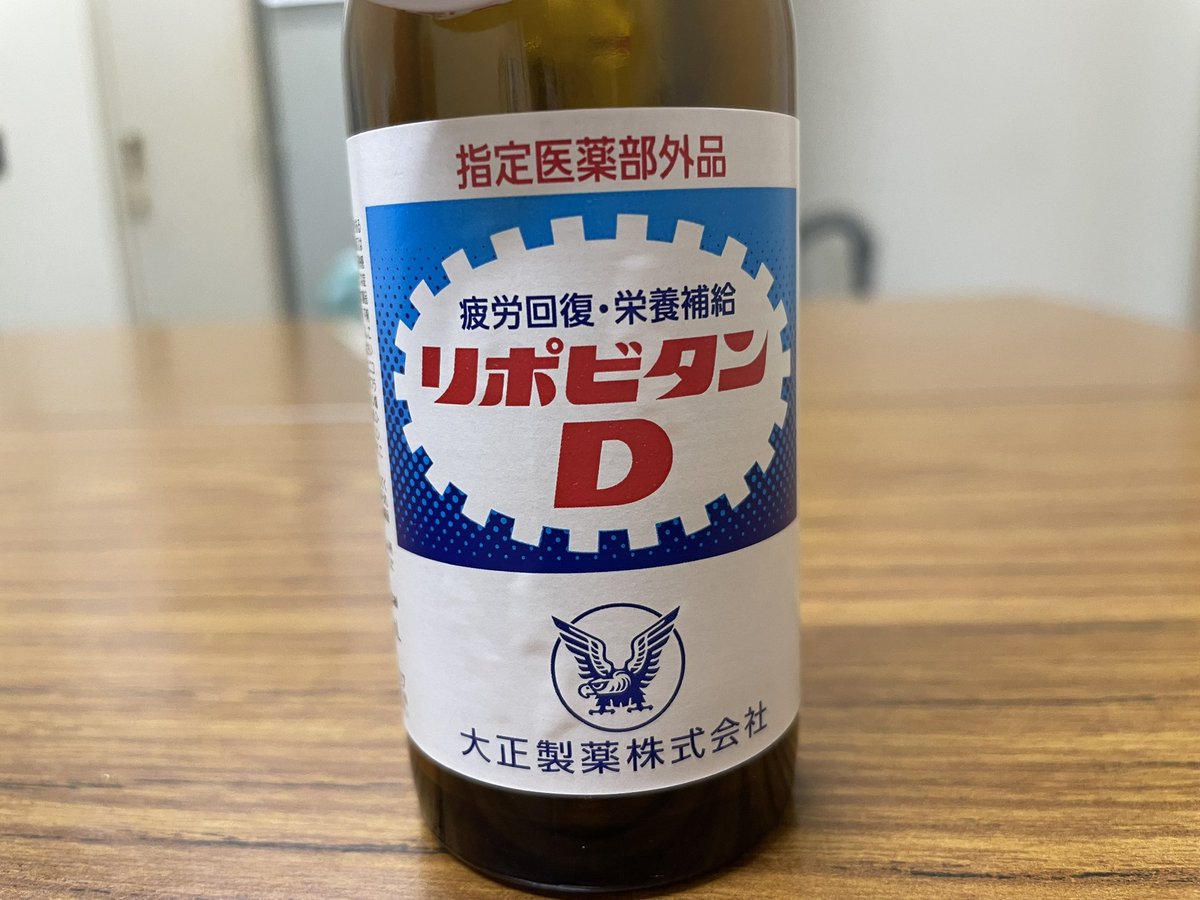 指定医薬部外品
疲労回復・栄養補給
リポビタン
D
大正製薬株式会社